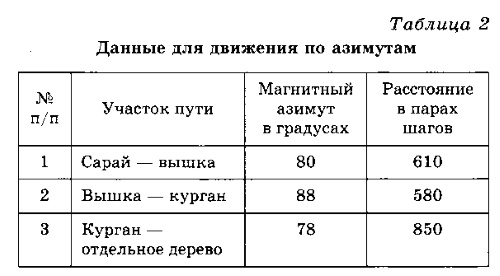 Таблица 2
Данные для движения по азимутам
№ п/п | Участок пути | Магнитный азимут в градусах | Расстояние в парах шагов
1 | Сарай — вышка | 80 | 610
2 | Вышка — курган | 88 | 580
3 | Курган — отдельное дерево | 78 | 850